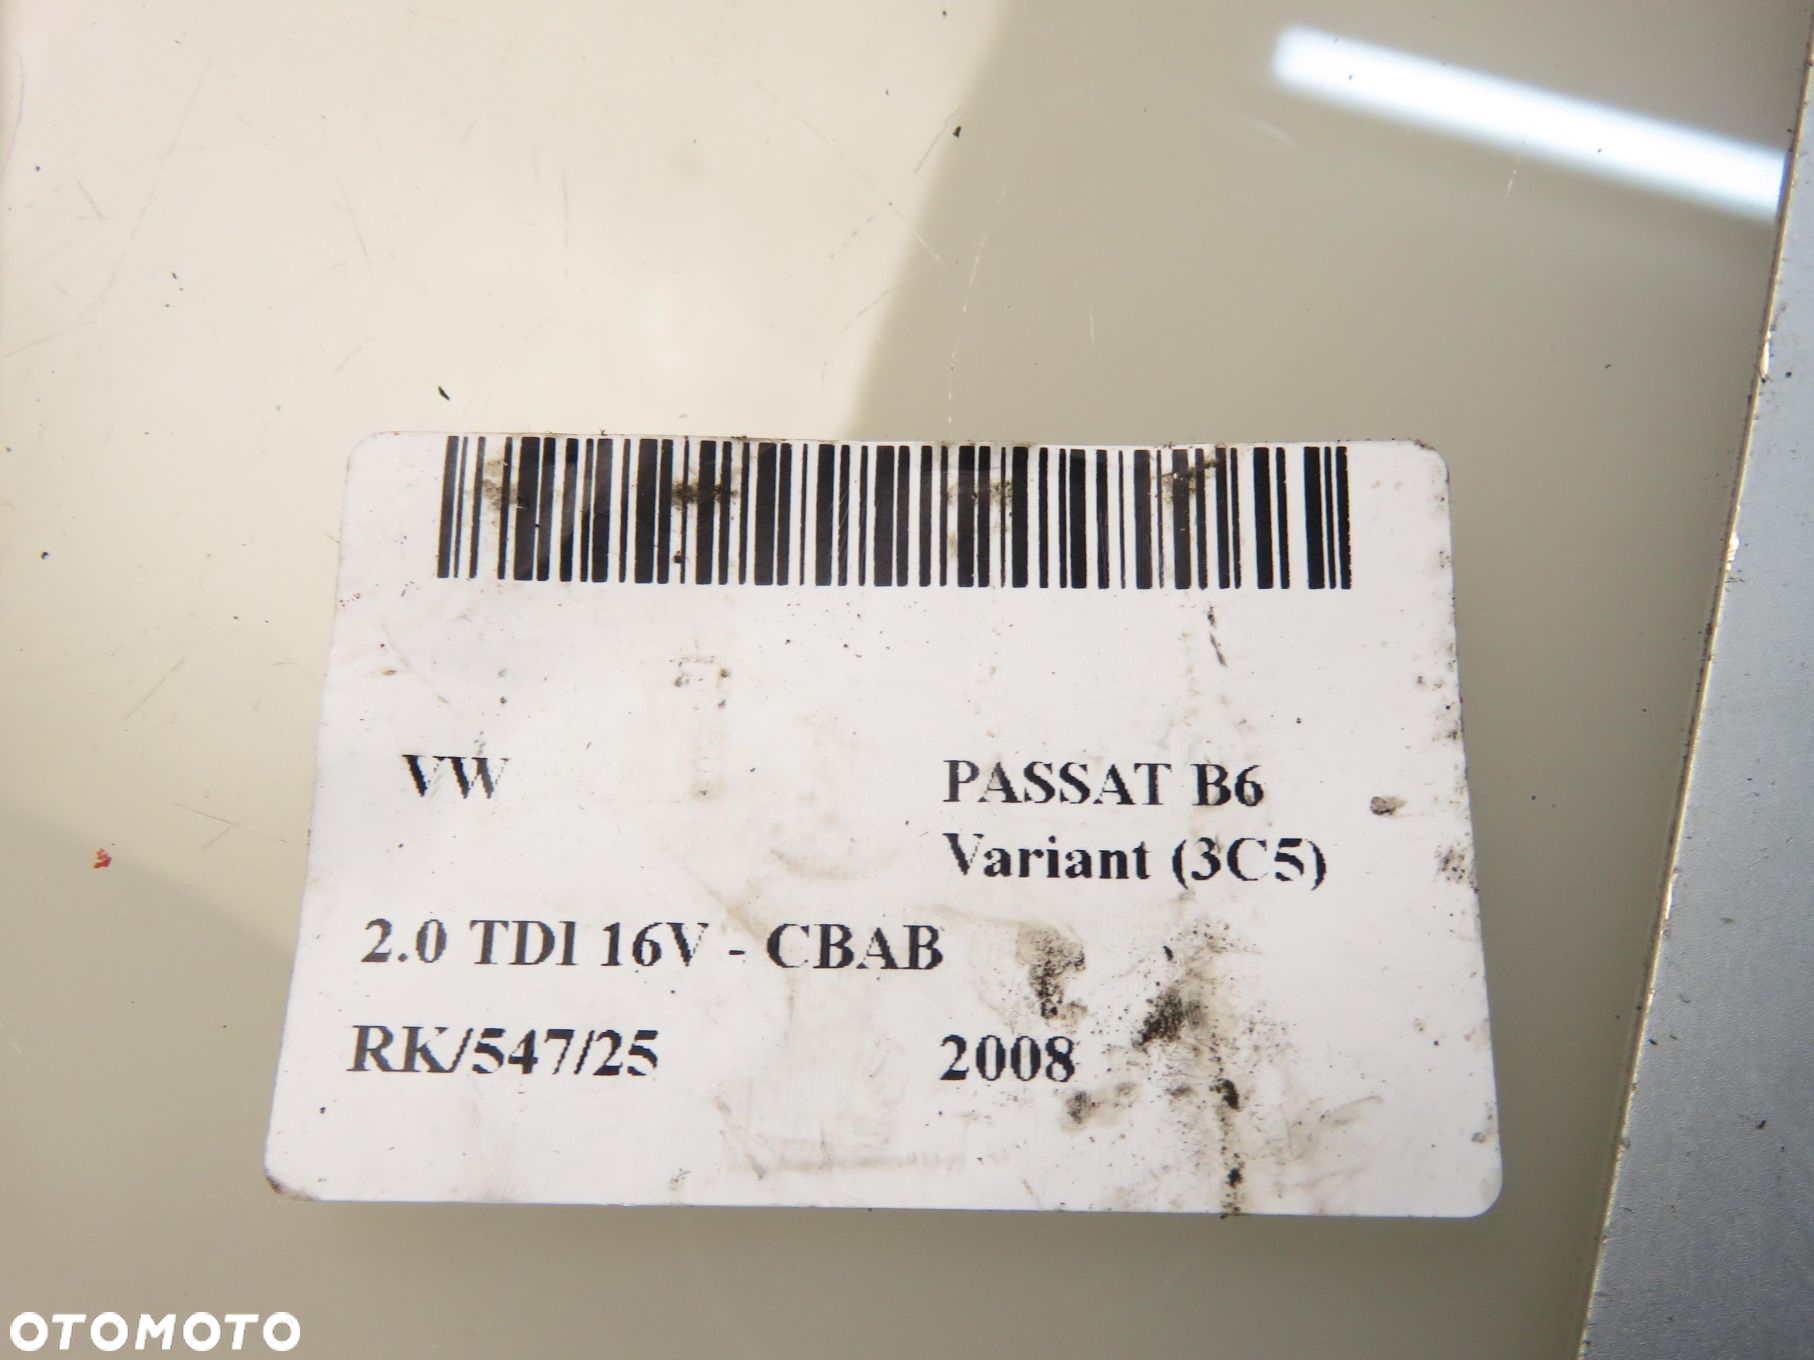 VW PASSAT B6
Variant (3C5)
2.0 TDI 16V - CBAB
RK/547/25 2008
OTOMOTO